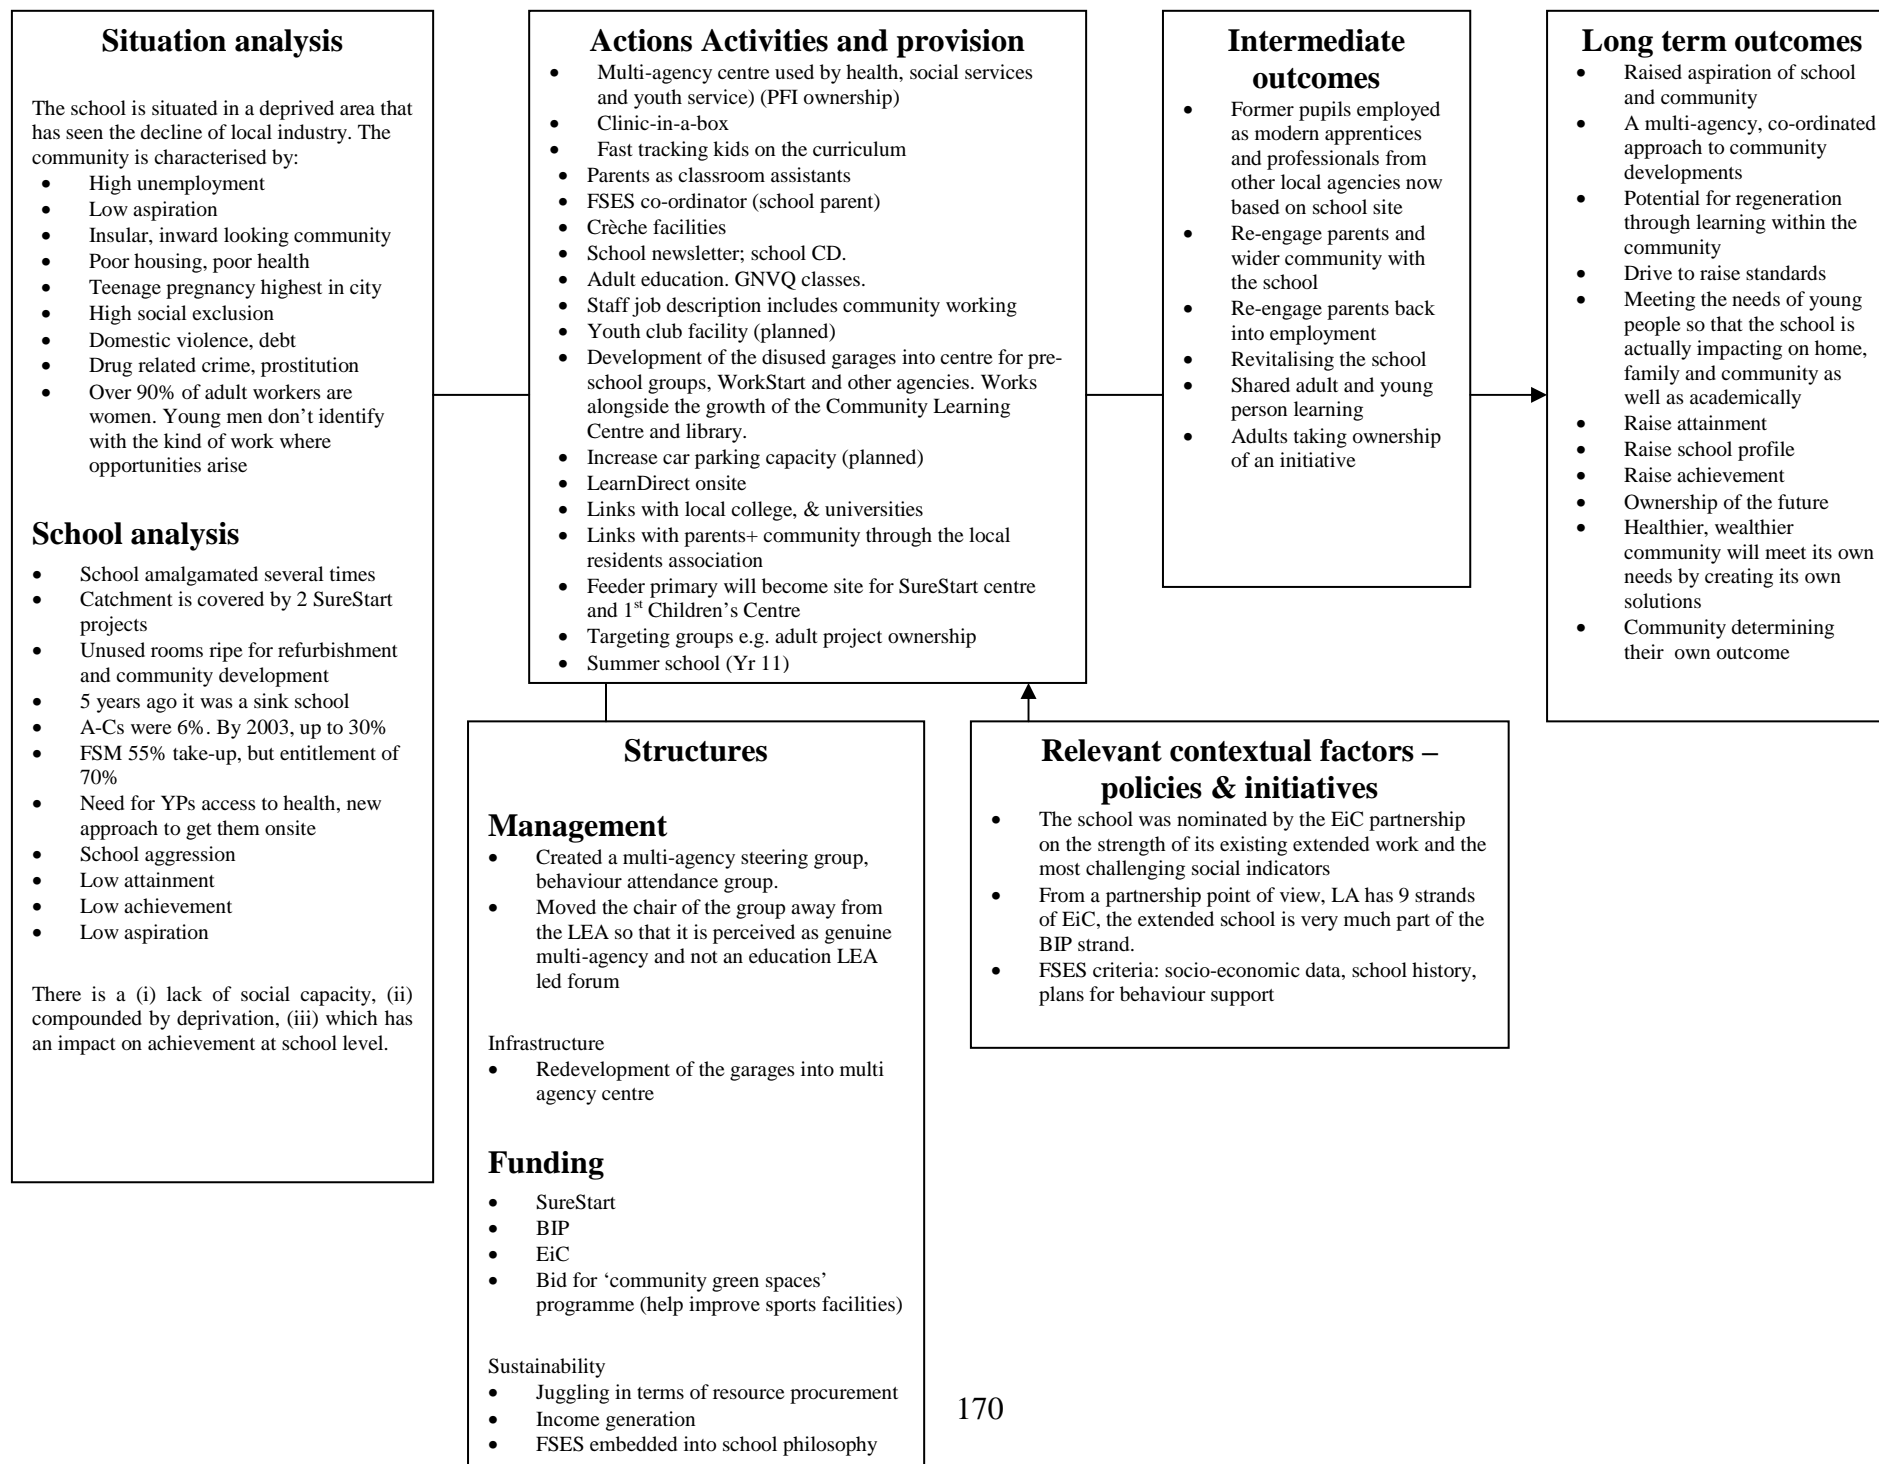 Situation analysis
The school is situated in a deprived area that
has seen the decline of local industry. The
community is characterised by:
• High unemployment
• Low aspiration
• Insular, inward looking community
• Poor housing, poor health
• Teenage pregnancy highest in city
• High social exclusion
• Domestic violence, debt
• Drug related crime, prostitution
• Over 90% of adult workers are
women. Young men don't identify
with the kind of work where
opportunities arise
School analysis
• School amalgamated several times
• Catchment is covered by 2 SureStart
projects
• Unused rooms ripe for refurbishment
and community development
• 5 years ago it was a sink school
• A-Cs were 6%. By 2003, up to 30%
• FSM 55% take-up, but entitlement of
70%
• Need for YPs access to health, new
approach to get them onsite
• School aggression
• Low attainment
• Low achievement
• Low aspiration
There is a (i) lack of social capacity, (ii)
compounded by deprivation, (iii) which has
an impact on achievement at school level.
Actions Activities and provision
• Multi-agency centre used by health, social services
and youth service) (PFI ownership)
• Clinic-in-a-box
• Fast tracking kids on the curriculum
• Parents as classroom assistants
• FSES co-ordinator (school parent)
• Crèche facilities
• School newsletter; school CD.
• Adult education. GNVQ classes.
• Staff job description includes community working
• Youth club facility (planned)
• Development of the disused garages into centre for pre-
school groups, WorkStart and other agencies. Works
alongside the growth of the Community Learning
Centre and library.
• Increase car parking capacity (planned)
• LearnDirect onsite
• Links with local college, & universities
• Links with parents+ community through the local
residents association
• Feeder primary will become site for SureStart centre
and 1st Children's Centre
• Targeting groups e.g. adult project ownership
• Summer school (Yr 11)
Intermediate
outcomes
• Former pupils employed
as modern apprentices
and professionals from
other local agencies now
based on school site
• Re-engage parents and
wider community with
the school
• Re-engage parents back
into employment
• Revitalising the school
• Shared adult and young
person learning
• Adults taking ownership
of an initiative
Long term outcomes
• Raised aspiration of school
and community
• A multi-agency, co-ordinated
approach to community
developments
• Potential for regeneration
through learning within the
community
• Drive to raise standards
• Meeting the needs of young
people so that the school is
actually impacting on home,
family and community as
well as academically
• Raise attainment
• Raise school profile
• Raise achievement
• Ownership of the future
• Healthier, wealthier
community will meet its own
needs by creating its own
solutions
• Community determining
their own outcome
Structures
Management
• Created a multi-agency steering group,
behaviour attendance group.
• Moved the chair of the group away from
the LEA so that it is perceived as genuine
multi-agency and not an education LEA
led forum
Infrastructure
• Redevelopment of the garages into multi
agency centre
Funding
• SureStart
• BIP
• EiC
• Bid for 'community green spaces'
programme (help improve sports facilities)
Sustainability
• Juggling in terms of resource procurement
• Income generation
• FSES embedded into school philosophy
Relevant contextual factors –
policies & initiatives
• The school was nominated by the EiC partnership
on the strength of its existing extended work and the
most challenging social indicators
• From a partnership point of view, LA has 9 strands
of EiC, the extended school is very much part of the
BIP strand.
• FSES criteria: socio-economic data, school history,
plans for behaviour support
170